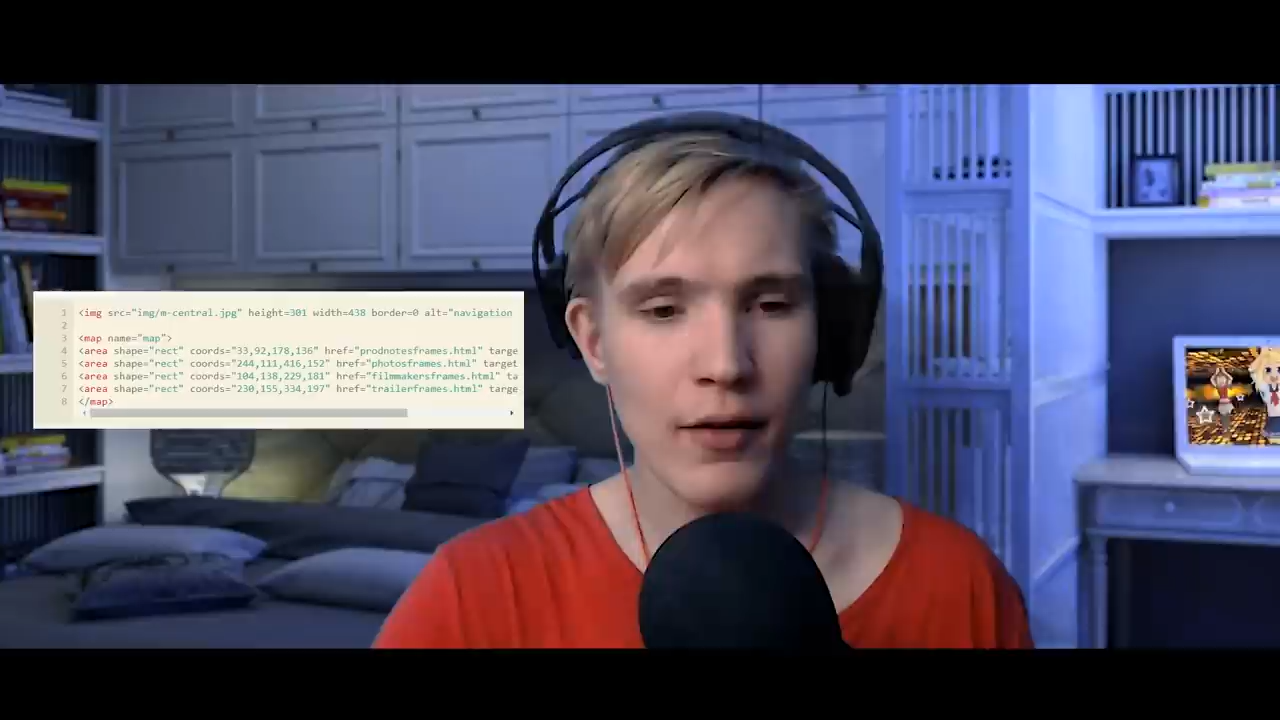 1 <img src="img/m-central.jpg" height=301 width=438 border=0 alt="navigation
2
3 <map name="map">
4 <area shape="rect" coords="33,92,178,136" href="prodnotesframes.html" targe
5 <area shape="rect" coords="244,111,416,152" href="photosframes.html" target
6 <area shape="rect" coords="104,138,229,181" href="filmmakersframes.html" ta
7 <area shape="rect" coords="230,155,334,197" href="trailerframes.html" targe
8 </map>